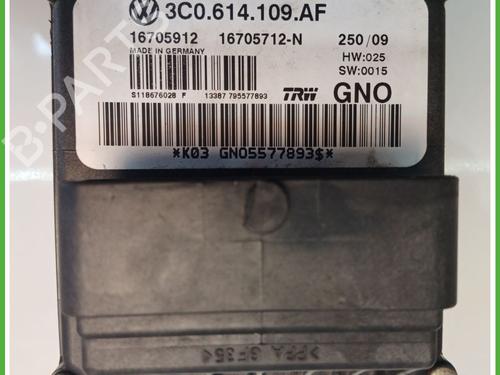 3C0.614.109.AF
16705912 16705712-N 250/09
MADE IN GERMANY HW:025
SW:0015
S118676028 F 13387 795577893 TRW GNO
*K03 GNO5577893$*
B-PARTS